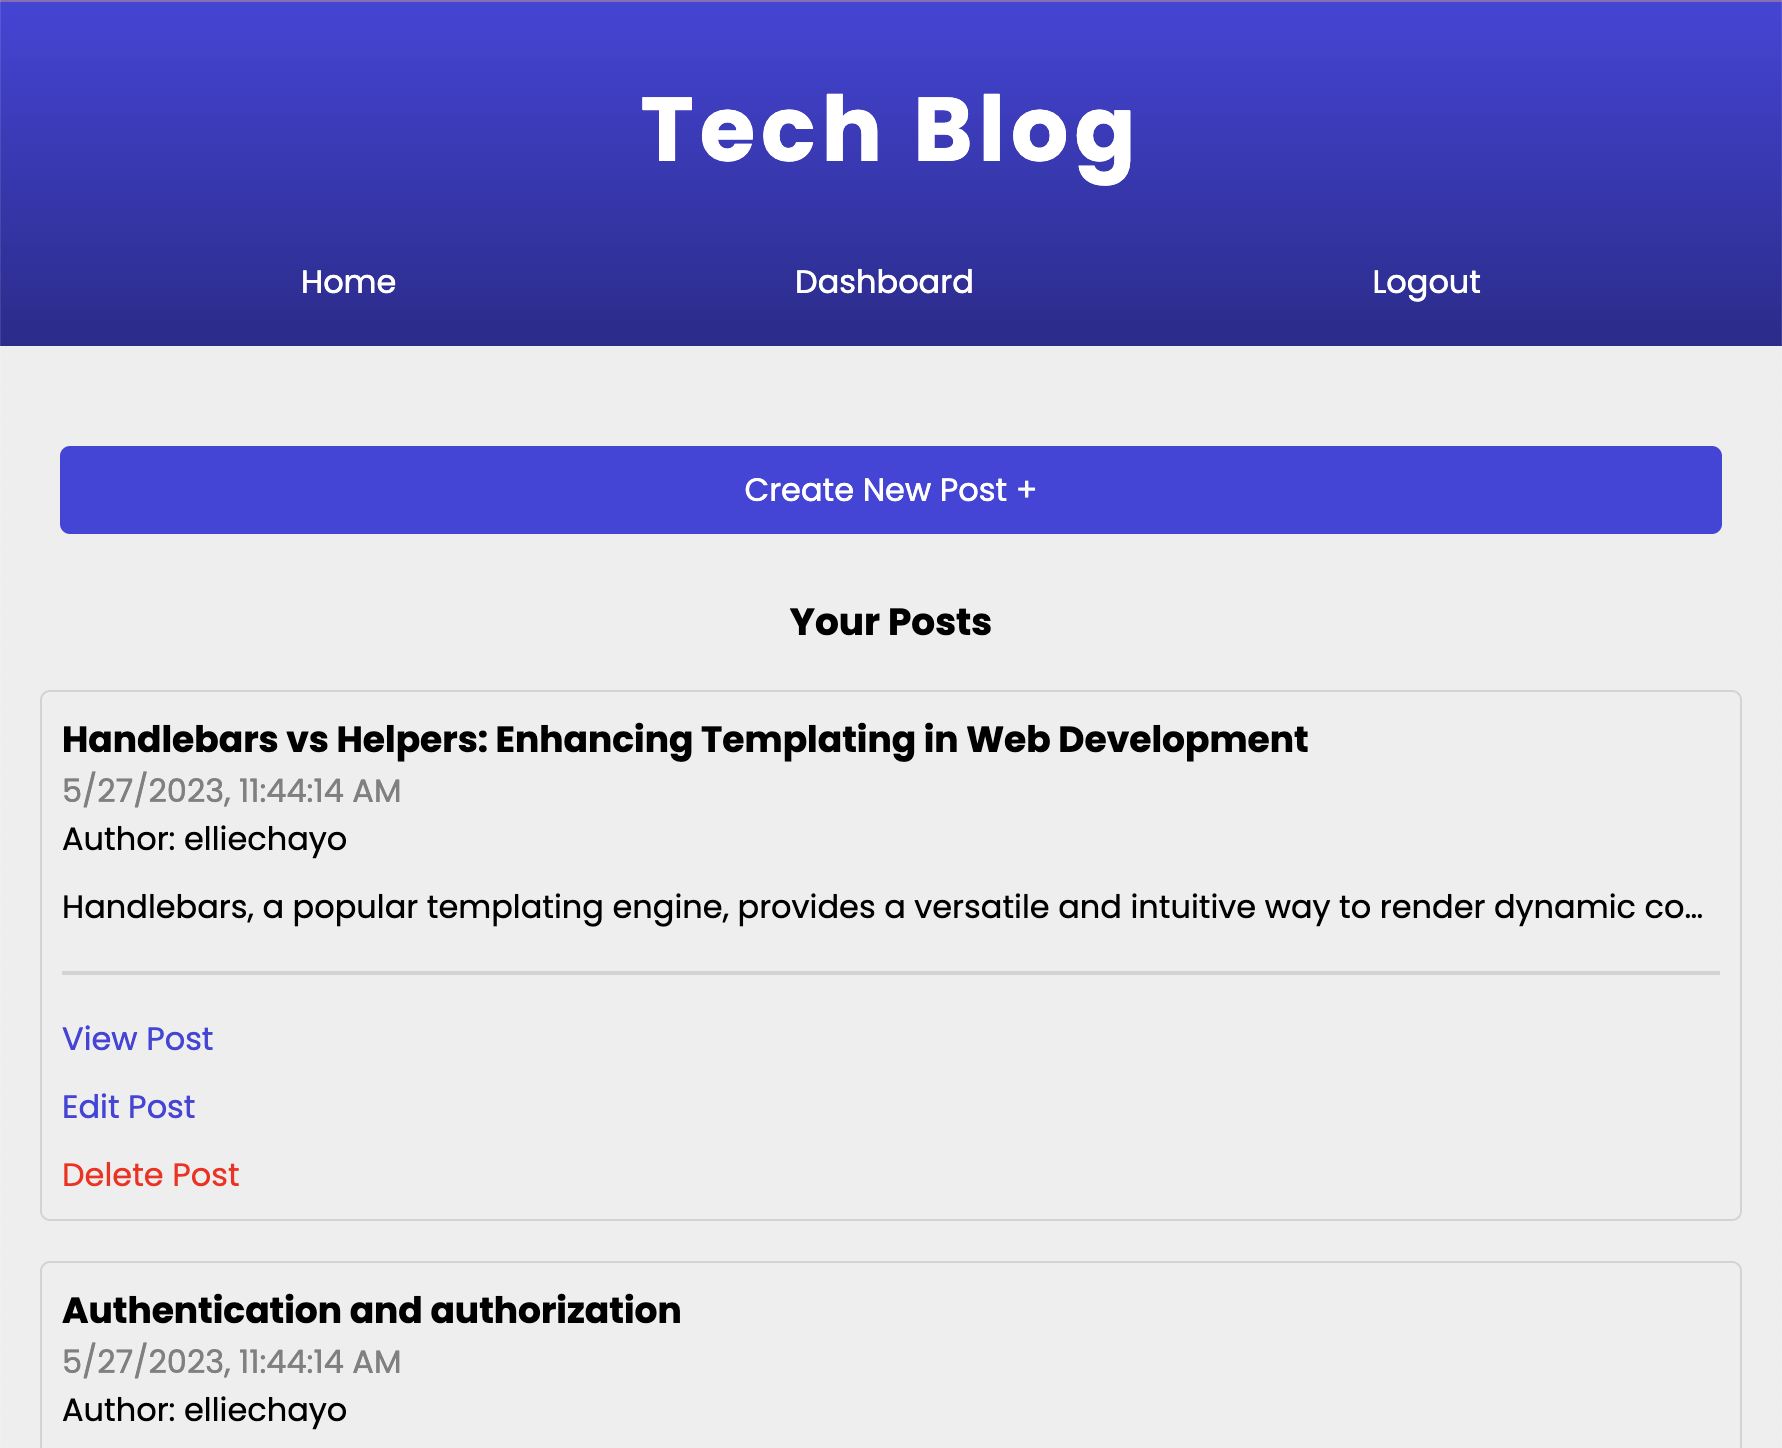 Tech Blog
Home Dashboard Logout
Create New Post +
Your Posts
Handlebars vs Helpers: Enhancing Templating in Web Development
5/27/2023, 11:44:14 AM
Author: elliechayo
Handlebars, a popular templating engine, provides a versatile and intuitive way to render dynamic co...
View Post
Edit Post
Delete Post
Authentication and authorization
5/27/2023, 11:44:14 AM
Author: elliechayo